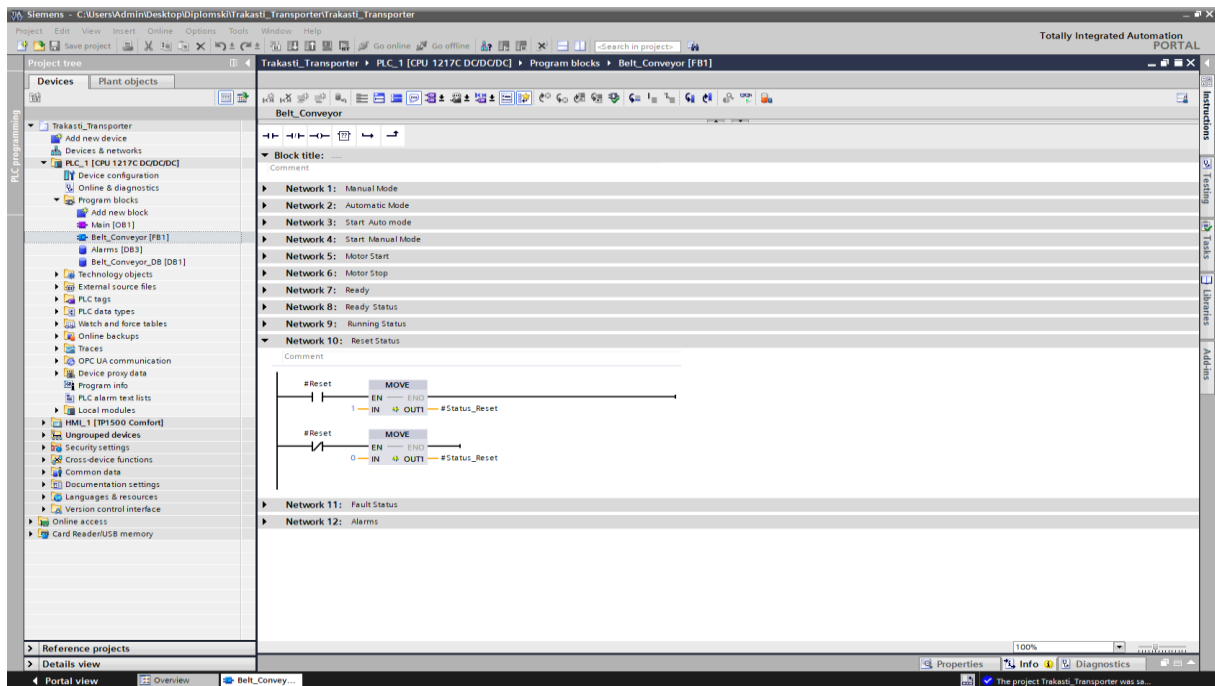 Siemens - C:\Users\Admin\Desktop\Diplomski\Trakasti_Transporter\Trakasti_Transporter
Project Edit View Insert Online Options Tools Window Help
Save project Go online Go offline <Search in project>
Totally Integrated Automation
PORTAL
Project tree
Trakasti_Transporter PLC_1 [CPU 1217C DC/DC/DC] Program blocks Belt_Conveyor [FB1]
Devices Plant objects
PLC programming
Trakasti_Transporter
Add new device
Devices & networks
PLC_1 [CPU 1217C DC/DC/DC]
Device configuration
Online & diagnostics
Program blocks
Add new block
Main [OB1]
Belt_Conveyor [FB1]
Alarms [DB3]
Belt_Conveyor_DB [DB1]
Technology objects
External source files
PLC tags
PLC data types
Watch and force tables
Online backups
Traces
OPC UA communication
Device proxy data
Program info
PLC alarm text lists
Local modules
HMI_1 [TP1500 Comfort]
Ungrouped devices
Security settings
Cross-device functions
Common data
Documentation settings
Languages & resources
Version control interface
Online access
Card Reader/USB memory
Reference projects
Details view
Belt_Conveyor
Block title: .....
Comment
Network 1: Manual Mode
Network 2: Automatic Mode
Network 3: Start Auto mode
Network 4: Start Manual Mode
Network 5: Motor Start
Network 6: Motor Stop
Network 7: Ready
Network 8: Ready Status
Network 9: Running Status
Network 10: Reset Status
Comment
#Reset MOVE
EN ENO
1 IN OUT1 #Status_Reset
#Reset MOVE
EN ENO
0 IN OUT1 #Status_Reset
Network 11: Fault Status
Network 12: Alarms
100%
Properties Info Diagnostics
Instructions
Testing
Tasks
Libraries
Add-ins
Portal view Overview Belt_Convey... The project Trakasti_Transporter was sa...